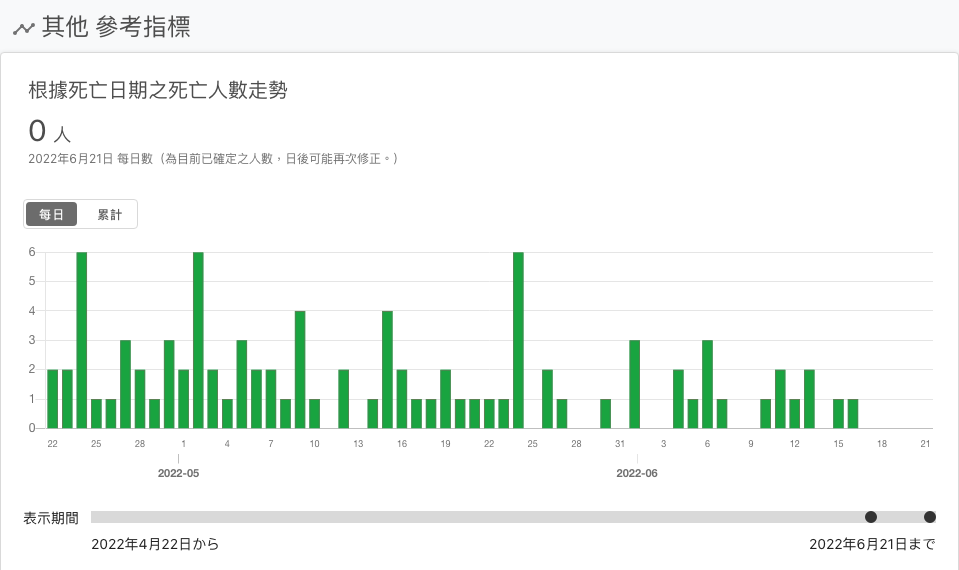 其他 參考指標
根據死亡日期之死亡人數走勢
0 人
2022年6月21日 每日數（為目前已確定之人數，日後可能再次修正。）
每日 累計
6
5
4
3
2
1
0
22 25 28 1 4 7 10 13 16 19 22 25 28 31 3 6 9 12 15 18 21
2022-05 2022-06
表示期間
2022年4月22日から 2022年6月21日まで